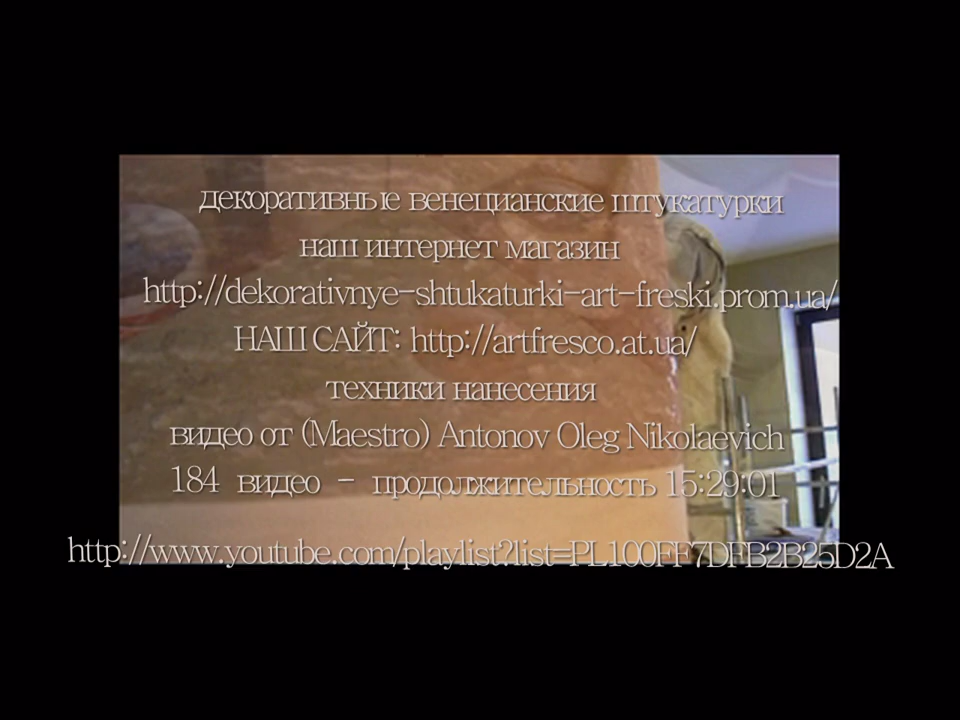 декоративные венецианские штукатурки
наш интернет магазин
http://dekorativnye-shtukaturki-art-freski.prom.ua/
НАШ САЙТ: http://artfresco.at.ua/
техники нанесения
видео от (Maestro) Antonov Oleg Nikolaevich
184 видео - продолжительность 15:29:01
http://www.youtube.com/playlist?list=PL100FF7DFB2B25D2A